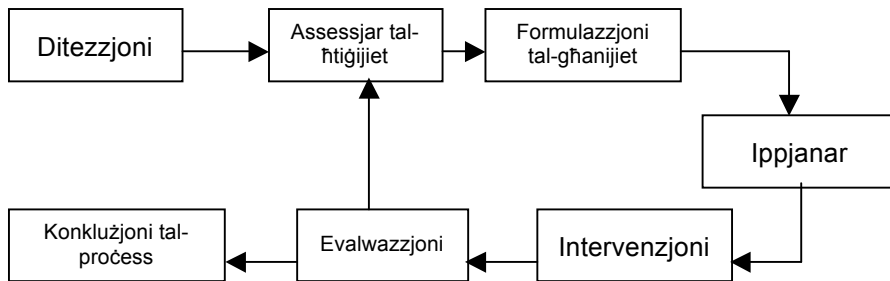 Ditezzjoni
Assessjar tal-
ħtiġijiet
Formulazzjoni
tal-għanijiet
Ippjanar
Intervenzjoni
Evalwazzjoni
Konklużjoni tal-
proċess